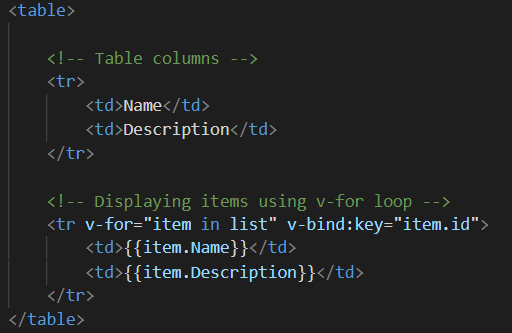 <table>
<!-- Table columns -->
<tr>
<td>Name</td>
<td>Description</td>
</tr>
<!-- Displaying items using v-for loop -->
<tr v-for="item in list" v-bind:key="item.id">
<td>{{item.Name}}</td>
<td>{{item.Description}}</td>
</tr>
</table>